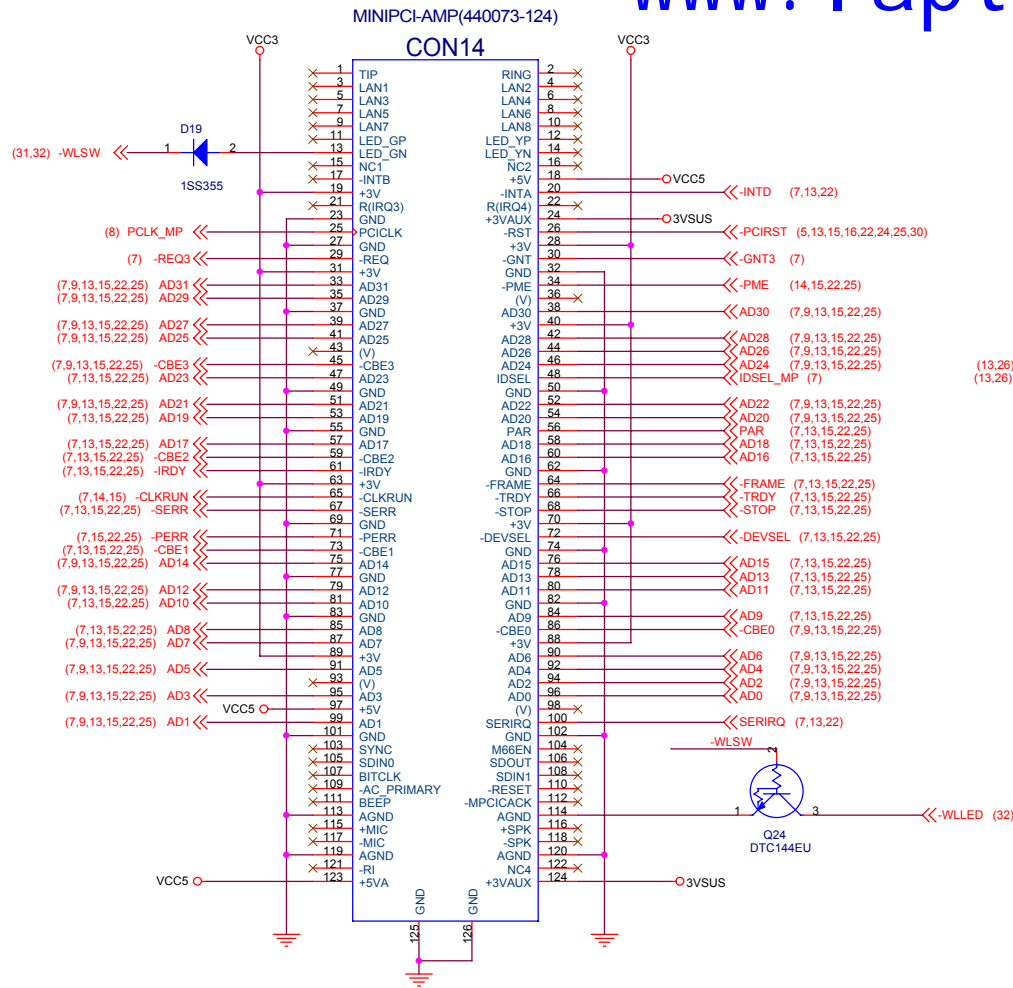 MINIPCI-AMP(440073-124)
VCC3 CON14 VCC3
1 TIP RING 2
3 LAN1 LAN2 4
5 LAN3 LAN4 6
7 LAN5 LAN6 8
9 LAN7 LAN8 10
D19 11 LED_GP LED_YP 12
(31,32) -WLSW 1 2 13 LED_GN LED_YN 14
15 NC1 NC2 16
1SS355 17 -INTB +5V 18 VCC5
19 +3V -INTA 20 -INTD (7,13,22)
21 R(IRQ3) R(IRQ4) 22
23 GND +3VAUX 24 3VSUS
(8) PCLK_MP 25 PCICLK -RST 26 -PCIRST (5,13,15,16,22,24,25,30)
27 GND +3V 28
(7) -REQ3 29 -REQ -GNT 30 -GNT3 (7)
31 +3V GND 32
(7,9,13,15,22,25) AD31 33 AD31 -PME 34 -PME (14,15,22,25)
(7,9,13,15,22,25) AD29 35 AD29 (V) 36
37 GND AD30 38 AD30 (7,9,13,15,22,25)
(7,9,13,15,22,25) AD27 39 AD27 +3V 40
(7,9,13,15,22,25) AD25 41 AD25 AD28 42 AD28 (7,9,13,15,22,25)
43 (V) AD26 44 AD26 (7,9,13,15,22,25)
(7,9,13,15,22,25) -CBE3 45 -CBE3 AD24 46 AD24 (7,9,13,15,22,25) (13,26)
(7,13,15,22,25) AD23 47 AD23 IDSEL 48 IDSEL_MP (7) (13,26)
49 GND GND 50
(7,9,13,15,22,25) AD21 51 AD21 AD22 52 AD22 (7,9,13,15,22,25)
(7,13,15,22,25) AD19 53 AD19 AD20 54 AD20 (7,9,13,15,22,25)
55 GND PAR 56 PAR (7,13,15,22,25)
(7,13,15,22,25) AD17 57 AD17 AD18 58 AD18 (7,13,15,22,25)
(7,13,15,22,25) -CBE2 59 -CBE2 AD16 60 AD16 (7,13,15,22,25)
(7,13,15,22,25) -IRDY 61 -IRDY GND 62
63 +3V -FRAME 64 -FRAME (7,13,15,22,25)
(7,14,15) -CLKRUN 65 -CLKRUN -TRDY 66 -TRDY (7,13,15,22,25)
(7,13,15,22,25) -SERR 67 -SERR -STOP 68 -STOP (7,13,15,22,25)
69 GND +3V 70
(7,15,22,25) -PERR 71 -PERR -DEVSEL 72 -DEVSEL (7,13,15,22,25)
(7,13,15,22,25) -CBE1 73 -CBE1 GND 74
(7,9,13,15,22,25) AD14 75 AD14 AD15 76 AD15 (7,13,15,22,25)
77 GND AD13 78 AD13 (7,13,15,22,25)
(7,9,13,15,22,25) AD12 79 AD12 AD11 80 AD11 (7,13,15,22,25)
(7,13,15,22,25) AD10 81 AD10 GND 82
83 GND AD9 84 AD9 (7,13,15,22,25)
(7,13,15,22,25) AD8 85 AD8 -CBE0 86 -CBE0 (7,9,13,15,22,25)
(7,9,13,15,22,25) AD7 87 AD7 +3V 88
89 +3V AD6 90 AD6 (7,9,13,15,22,25)
(7,9,13,15,22,25) AD5 91 AD5 AD4 92 AD4 (7,9,13,15,22,25)
93 (V) AD2 94 AD2 (7,9,13,15,22,25)
(7,9,13,15,22,25) AD3 95 AD3 AD0 96 AD0 (7,9,13,15,22,25)
VCC5 97 +5V (V) 98
(7,9,13,15,22,25) AD1 99 AD1 SERIRQ 100 SERIRQ (7,13,22)
101 GND GND 102
103 SYNC M66EN 104 -WLSW 2
105 SDIN0 SDOUT 106
107 BITCLK SDIN1 108
109 -AC_PRIMARY -RESET 110
111 BEEP -MPCICACK 112
113 AGND AGND 114 1 3 -WLLED (32)
115 +MIC +SPK 116
117 -MIC -SPK 118 Q24
119 AGND AGND 120 DTC144EU
121 -RI NC4 122
VCC5 123 +5VA +3VAUX 124 3VSUS
GND GND
125 126